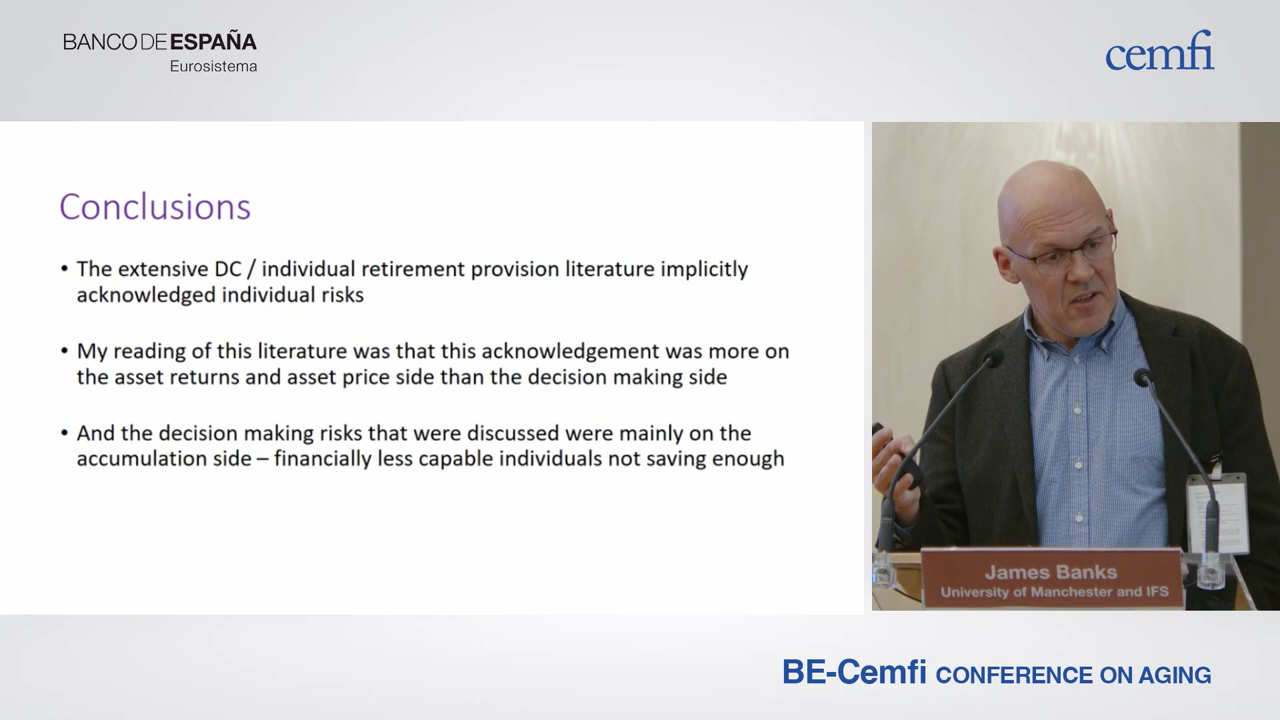 BANCO DE ESPAÑA
Eurosistema
cemfi
Conclusions
• The extensive DC / individual retirement provision literature implicitly
acknowledged individual risks
• My reading of this literature was that this acknowledgement was more on
the asset returns and asset price side than the decision making side
• And the decision making risks that were discussed were mainly on the
accumulation side – financially less capable individuals not saving enough
James Banks
University of Manchester and IFS
BE-Cemfi CONFERENCE ON AGING